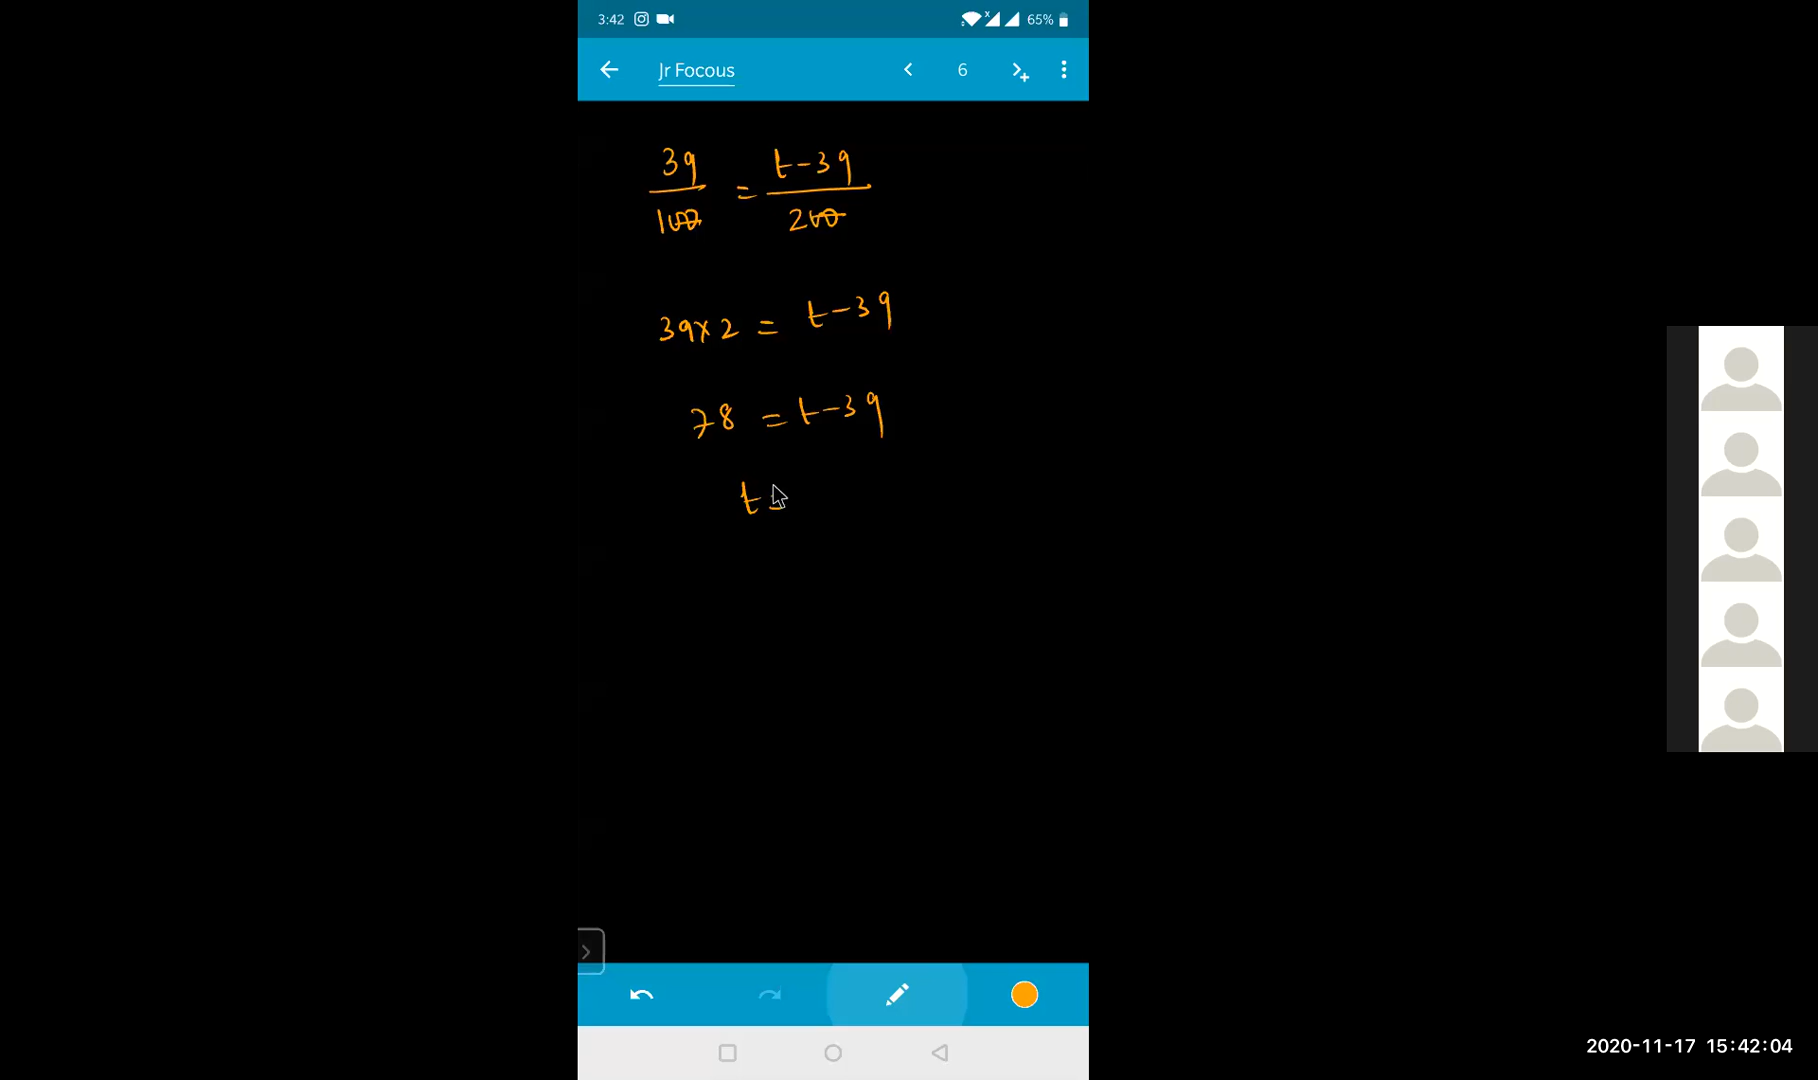 3:42 65%
Jr Focous 6
39/100 = t-39/200
39x2 = t-39
78 = t-39
t =
2020-11-17 15:42:04